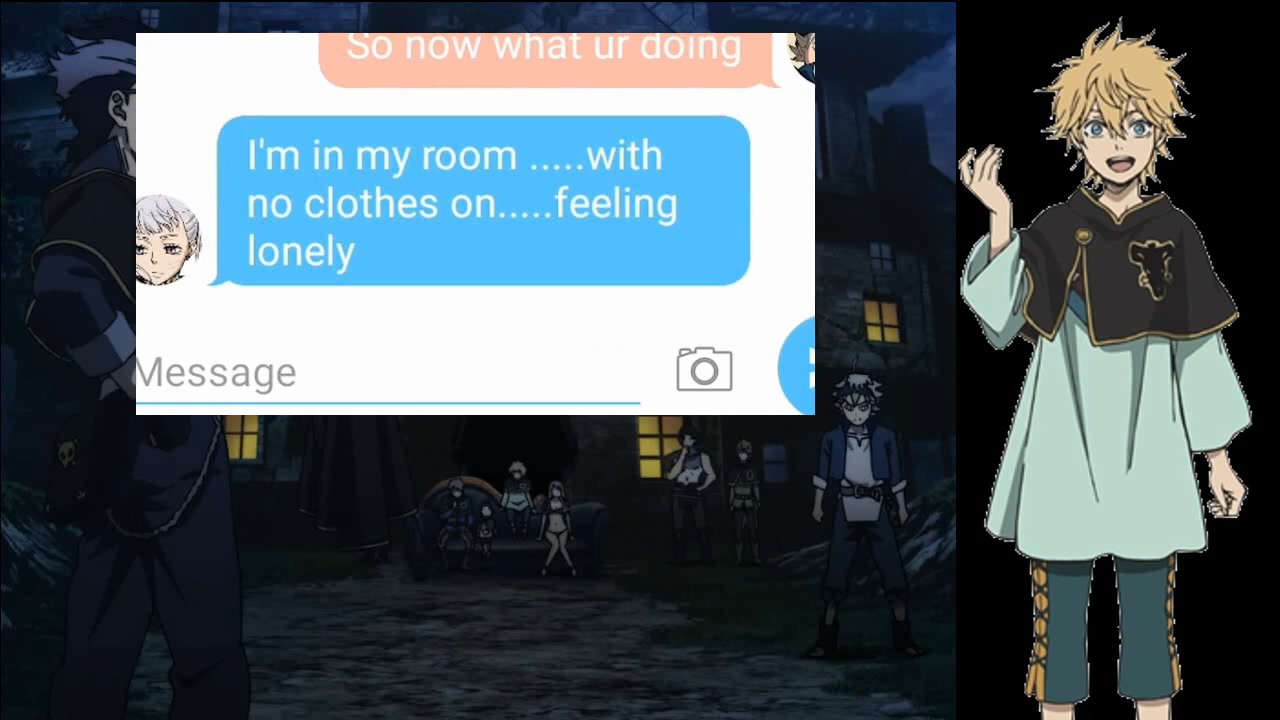 So now what ur doing
I'm in my room .....with
no clothes on.....feeling
lonely
Message